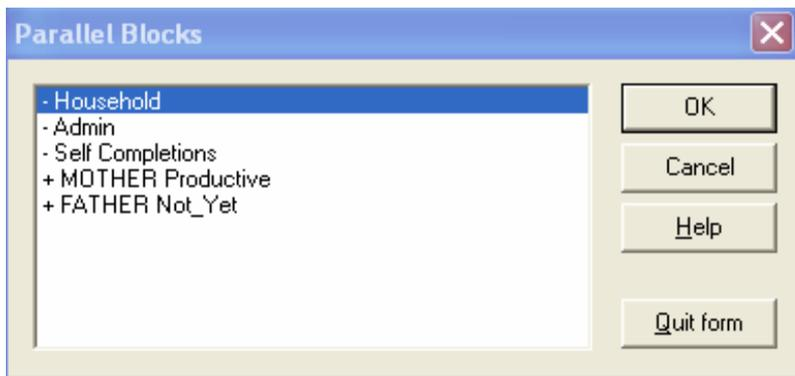 Parallel Blocks
- Household
- Admin
- Self Completions
+ MOTHER Productive
+ FATHER Not_Yet
OK
Cancel
Help
Quit form